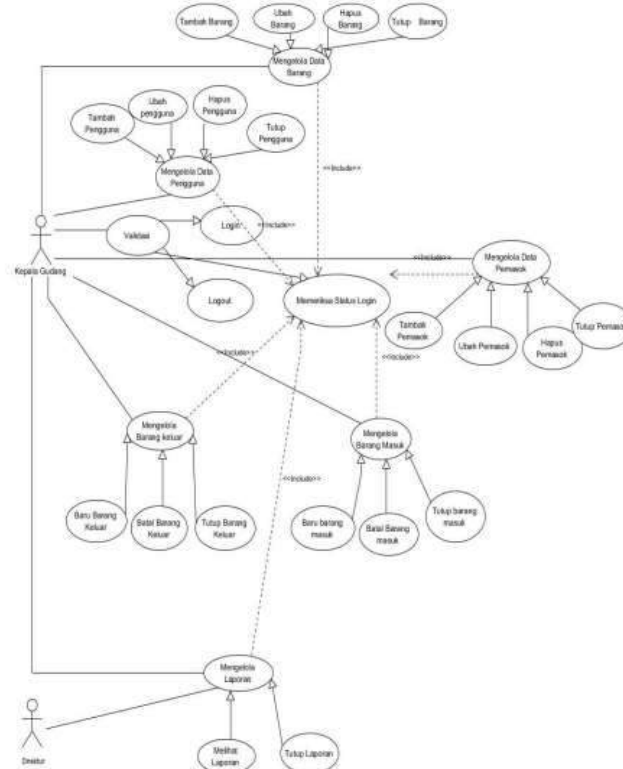 Tambah Barang
Ubah
Barang
Hapus
Barang
Tutup Barang
Mengelola Data
Barang
Tambah
Pengguna
Ubah
pengguna
Hapus
Pengguna
Tutup
Pengguna
Mengelola Data
Pengguna
<<Include>>
Kepala Gudang
Validasi
Login
<<Include>>
Logout
Memeriksa Status Login
<<Include>>
Mengelola Data
Pemasok
Tambah
Pemasok
Ubah Pemasok
Hapus
Pemasok
Tutup Pemasok
<<Include>>
<<Include>>
Mengelola
Barang keluar
Mengelola
Barang Masuk
Baru Barang
Keluar
Batal Barang
Keluar
Tutup Barang
Keluar
<<Include>>
Baru barang
masuk
Batal Barang
masuk
Tutup barang
masuk
Mengelola
Laporan
Direktur
Melihat
Laporan
Tutup Laporan